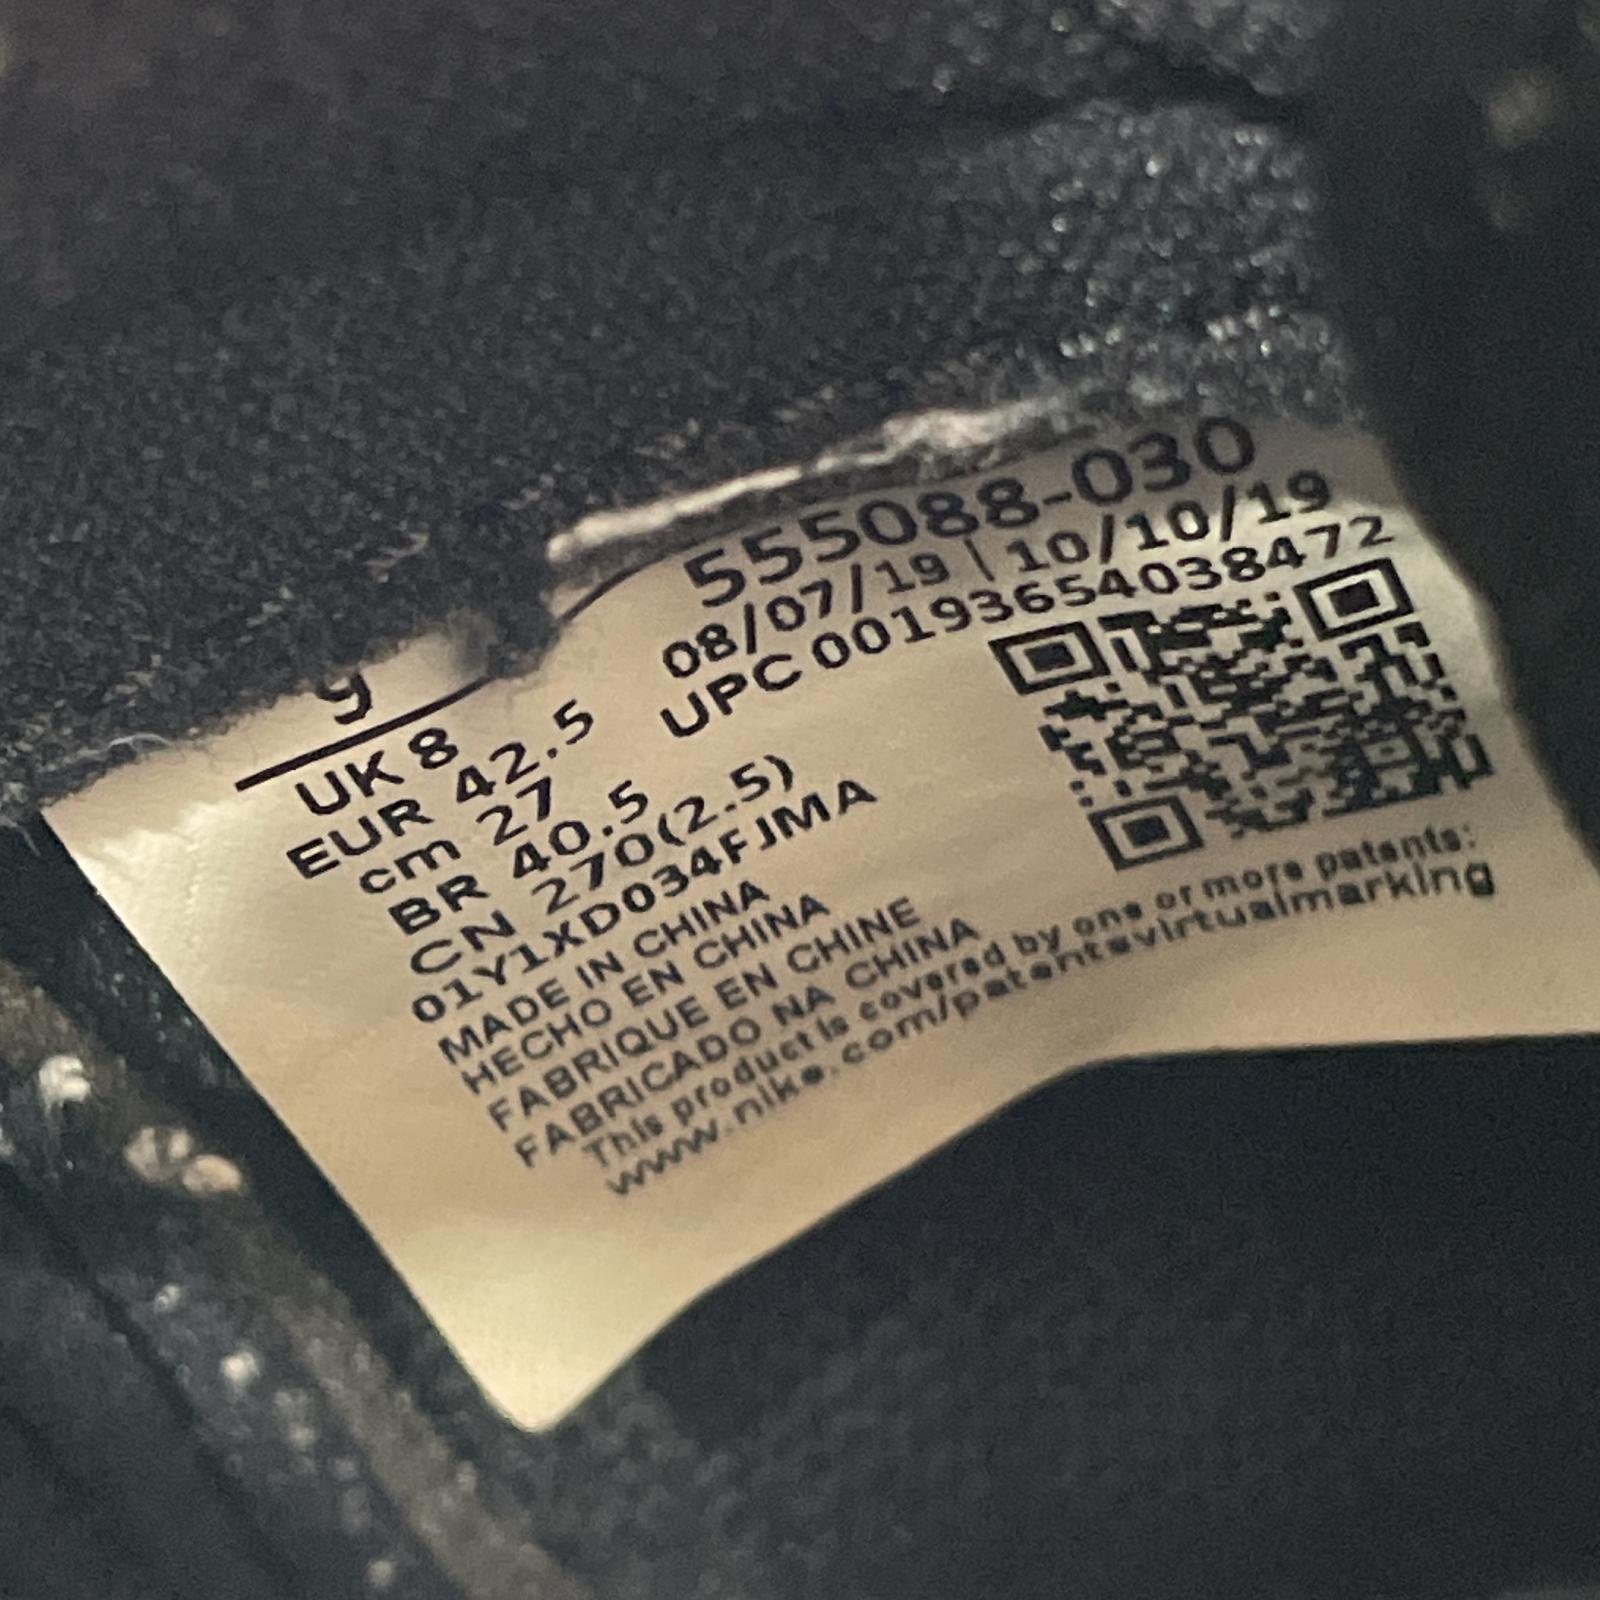 555088-030
08/07/19 | 10/10/19
UPC 00193654038472
9
UK 8
EUR 42.5
cm 27
BR 40.5
CN 270(2.5)
01Y1XD034FJMA
MADE IN CHINA
HECHO EN CHINA
FABRIQUE EN CHINE
FABRICADO NA CHINA
This product is covered by one or more patents:
www.nike.com/patentsvirtualmarking